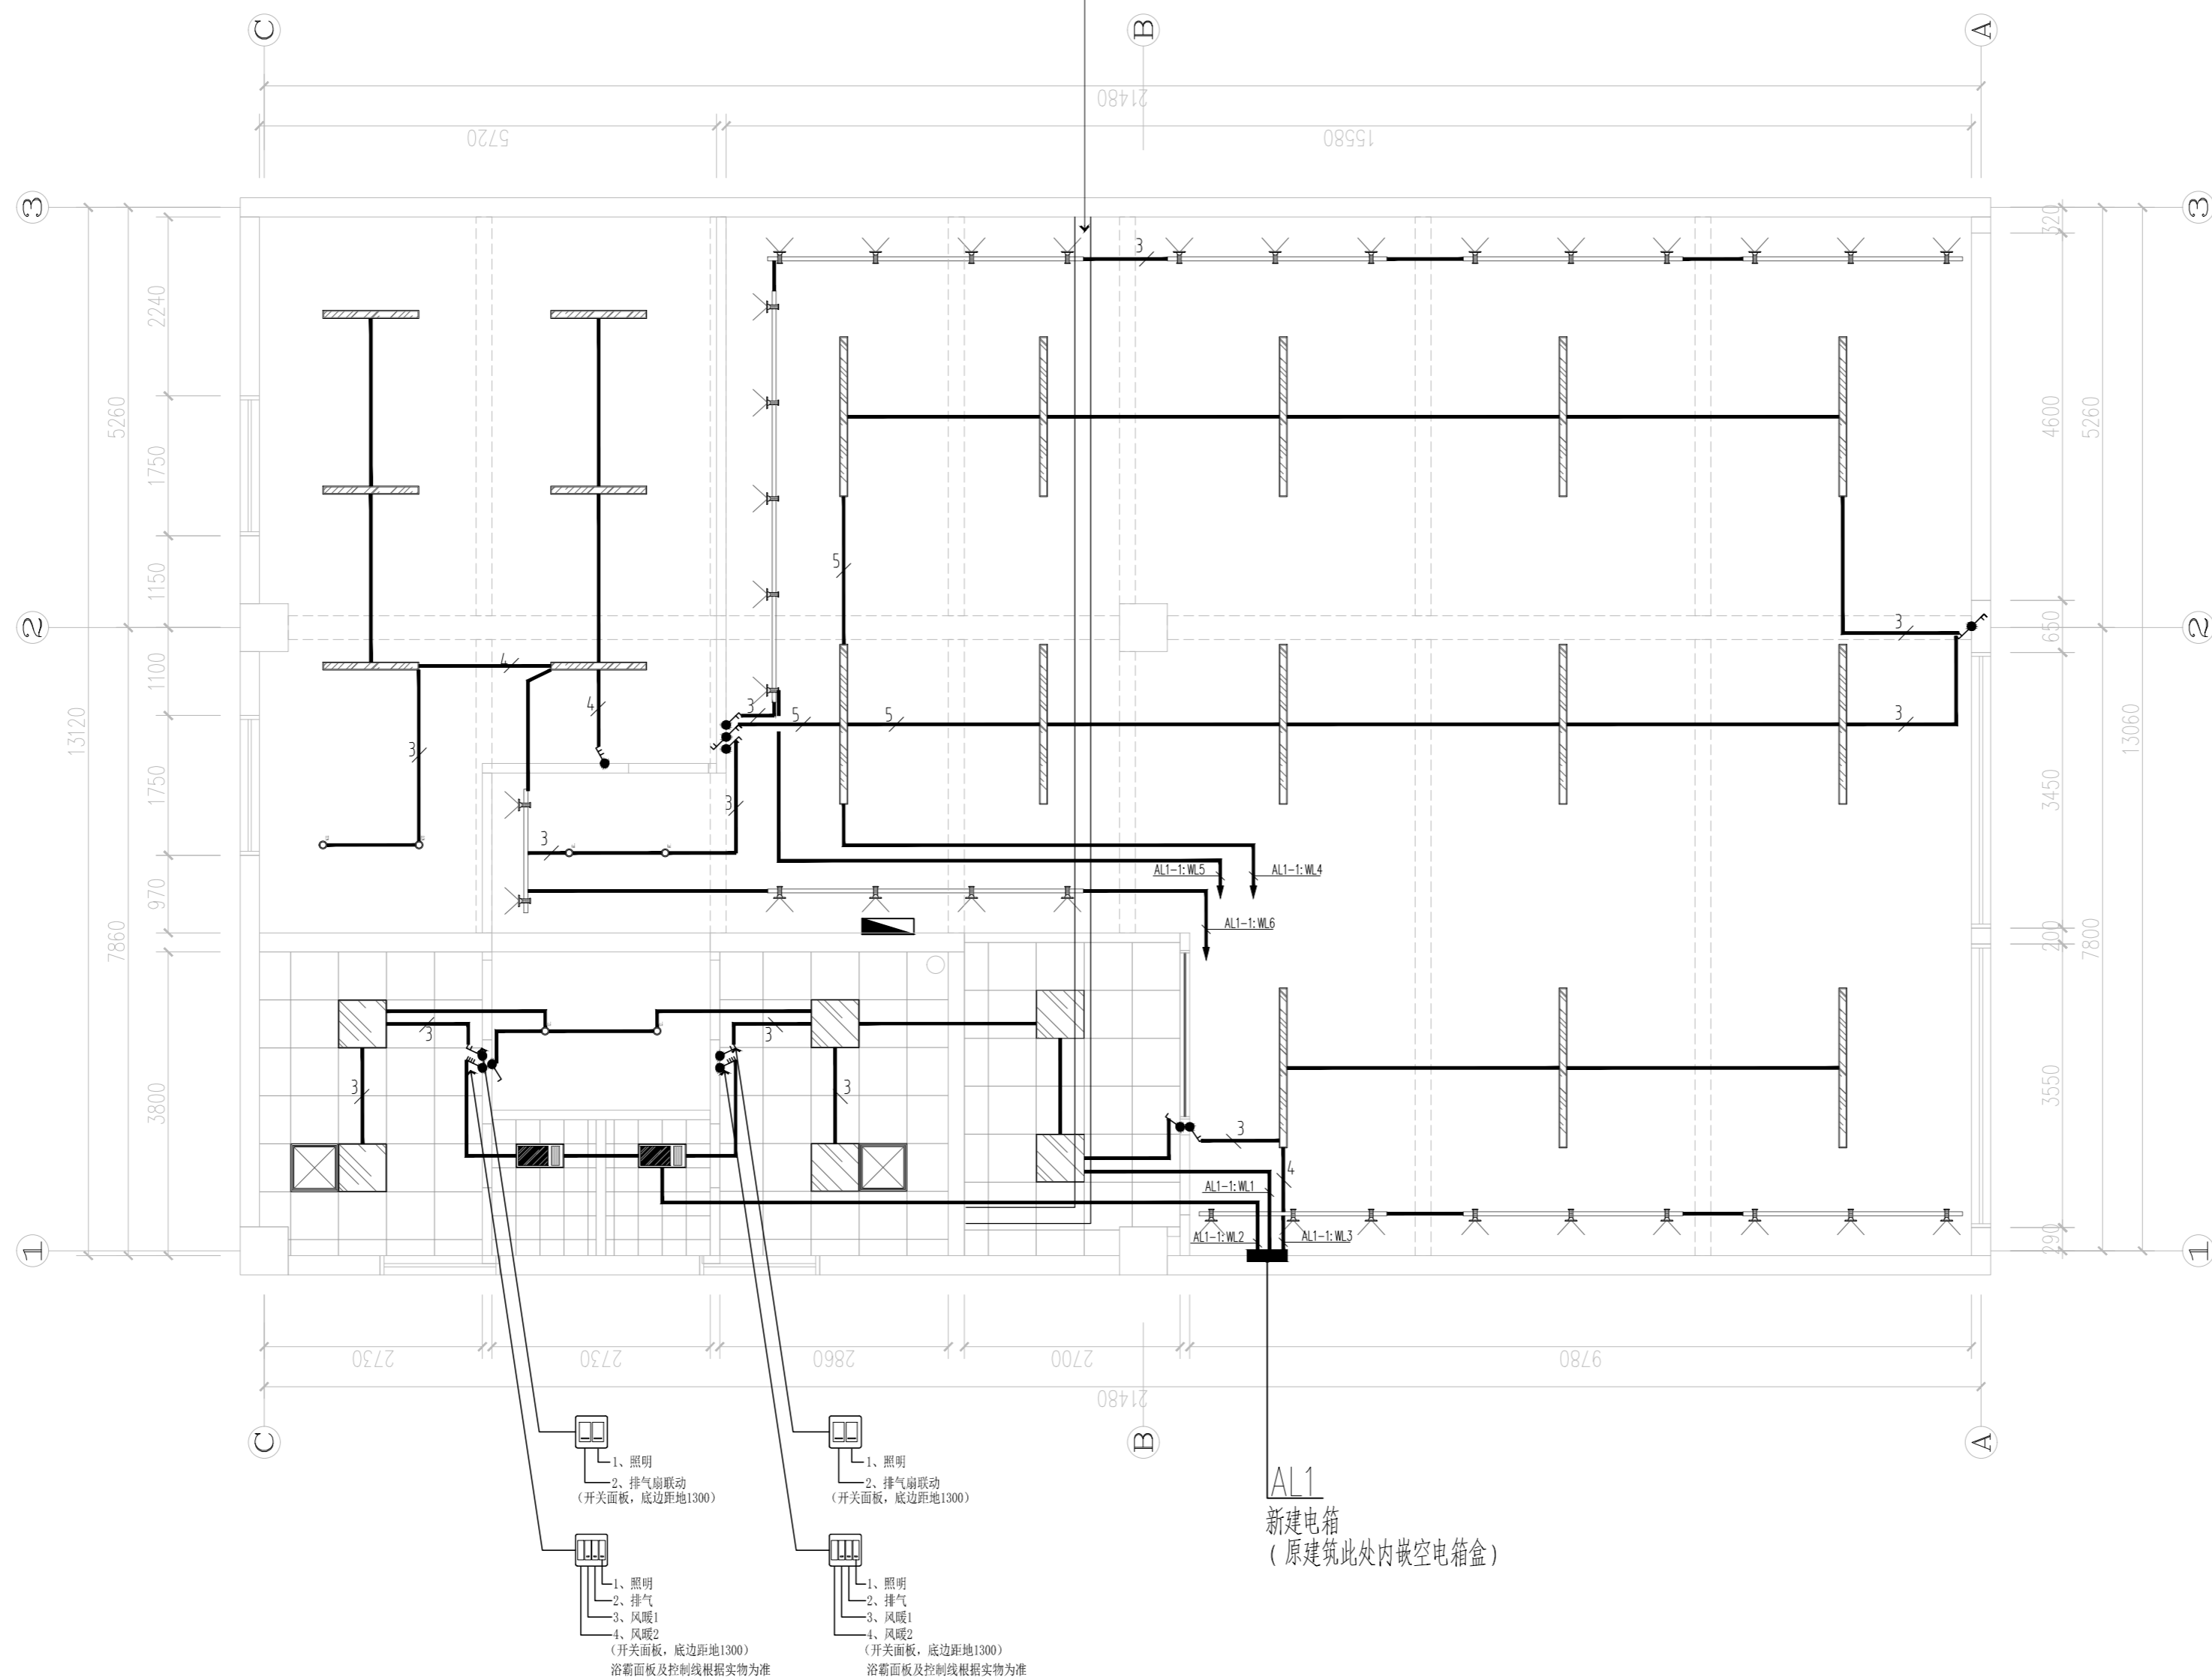 C
B
A
21480
5720
15580
3
3
320
2240
5260
1750
1150
4600
5260
3
5
2
2
650
3
1100
4
4
3
5
5
3
13120
3
13060
1750
3
3
3450
AL1-1:WL5
AL1-1:WL4
970
AL1-1:WL6
7860
200
7800
3
3
3800
3
3
3550
3
4
AL1-1:WL1
AL1-1:WL2
AL1-1:WL3
290
1
1
2730
2730
2860
2700
9780
21480
C
B
A
1、照明
2、排气扇联动
（开关面板，底边距地1300）
1、照明
2、排气扇联动
（开关面板，底边距地1300）
AL1
新建电箱
（原建筑此处内嵌空电箱盒）
1、照明
2、排气
3、风暖1
4、风暖2
（开关面板，底边距地1300）
浴霸面板及控制线根据实物为准
1、照明
2、排气
3、风暖1
4、风暖2
（开关面板，底边距地1300）
浴霸面板及控制线根据实物为准